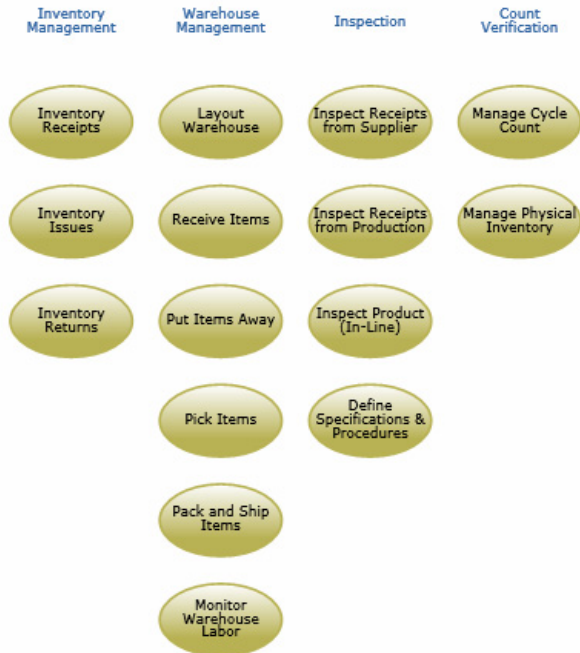 Inventory
Management
Warehouse
Management
Inspection
Count
Verification
Inventory
Receipts
Layout
Warehouse
Inspect Receipts
from Supplier
Manage Cycle
Count
Inventory
Issues
Receive Items
Inspect Receipts
from Production
Manage Physical
Inventory
Inventory
Returns
Put Items Away
Inspect Product
(In-Line)
Pick Items
Define
Specifications &
Procedures
Pack and Ship
Items
Monitor
Warehouse
Labor